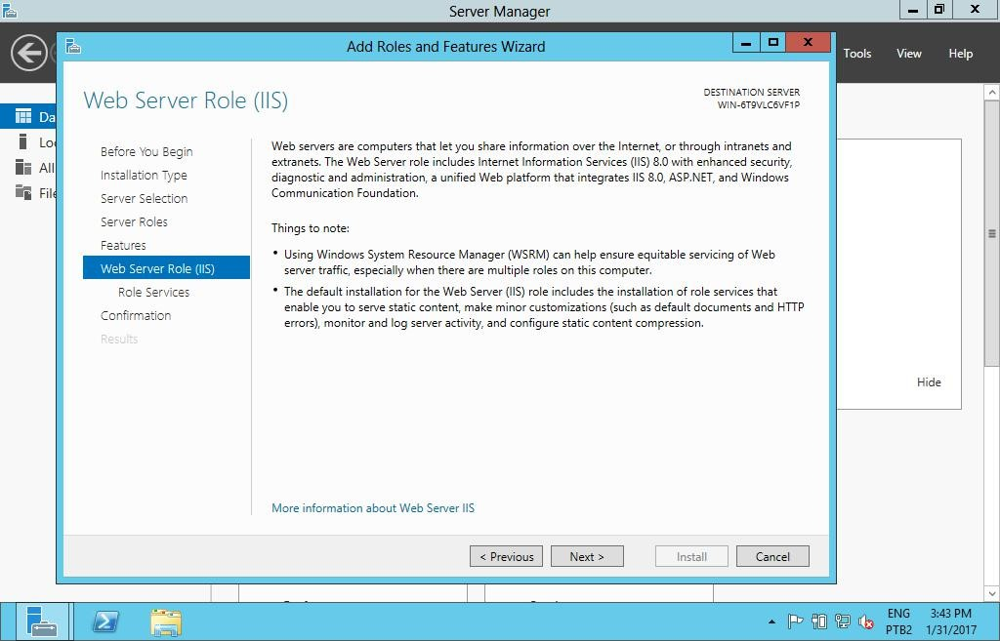 Server Manager
Add Roles and Features Wizard
Tools View Help
Web Server Role (IIS)
DESTINATION SERVER
WIN-6T9VLC6VF1P
Before You Begin
Installation Type
Server Selection
Server Roles
Features
Web Server Role (IIS)
Role Services
Confirmation
Results
Web servers are computers that let you share information over the Internet, or through intranets and
extranets. The Web Server role includes Internet Information Services (IIS) 8.0 with enhanced security,
diagnostic and administration, a unified Web platform that integrates IIS 8.0, ASP.NET, and Windows
Communication Foundation.
Things to note:
• Using Windows System Resource Manager (WSRM) can help ensure equitable servicing of Web
server traffic, especially when there are multiple roles on this computer.
• The default installation for the Web Server (IIS) role includes the installation of role services that
enable you to serve static content, make minor customizations (such as default documents and HTTP
errors), monitor and log server activity, and configure static content compression.
More information about Web Server IIS
< Previous Next > Install Cancel
Da
Loc
All
File
Hide
ENG 3:43 PM
PTB2 1/31/2017